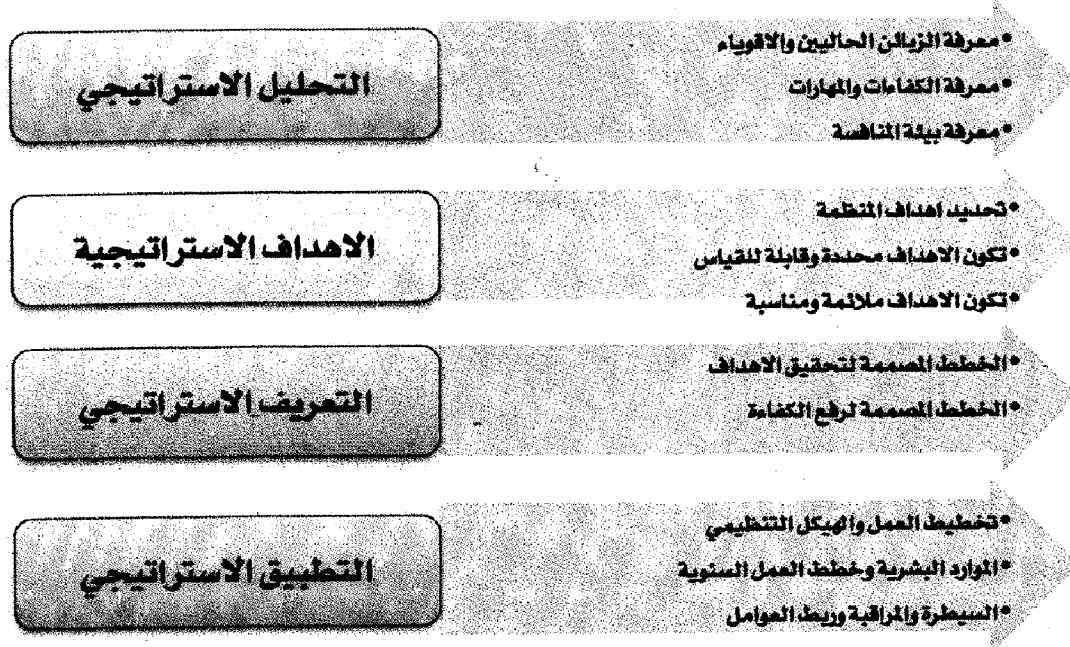 التحليل الاستراتيجي
•معرفة الزبائن الحاليين والاقوياء
•معرفة الكفاءات والمهارات
•معرفة بيئة المنافسة
الاهداف الاستراتيجية
•تحديد اهداف المنظمة
•تكون الاهداف محددة وقابلة للقياس
•تكون الاهداف ملائمة ومناسبة
التعريف الاستراتيجي
•الخطط المصممة لتحقيق الاهداف
•الخطط المصممة لرفع الكفاءة
التطبيق الاستراتيجي
•تخطيط العمل والهيكل التنظيمي
•الموارد البشرية وخطط العمل السنوية
•السيطرة والمراقبة وربط العوامل